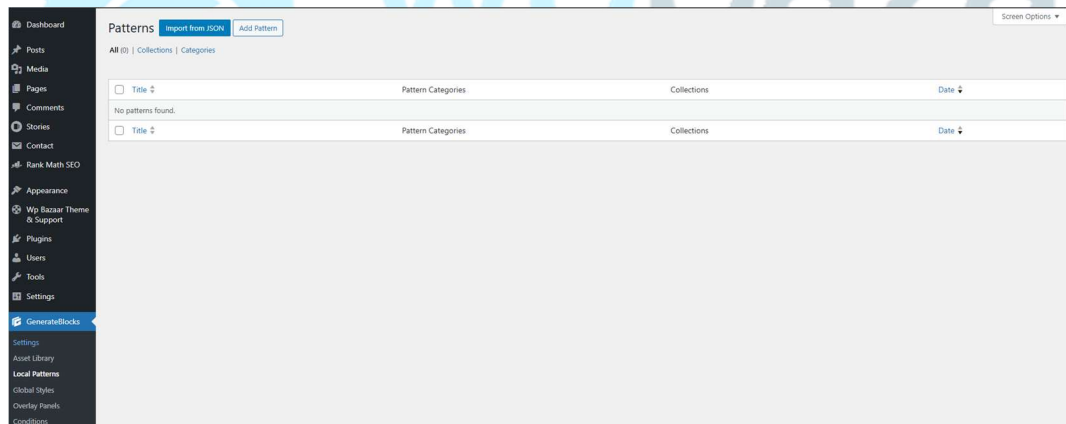 Screen Options ▼
Dashboard
Posts
Media
Pages
Comments
Stories
Contact
Rank Math SEO
Appearance
Wp Bazaar Theme
& Support
Plugins
Users
Tools
Settings
GenerateBlocks
Settings
Asset Library
Local Patterns
Global Styles
Overlay Panels
Conditions
Patterns Import from JSON Add Pattern
All (0) | Collections | Categories
Title Pattern Categories Collections Date
No patterns found.
Title Pattern Categories Collections Date